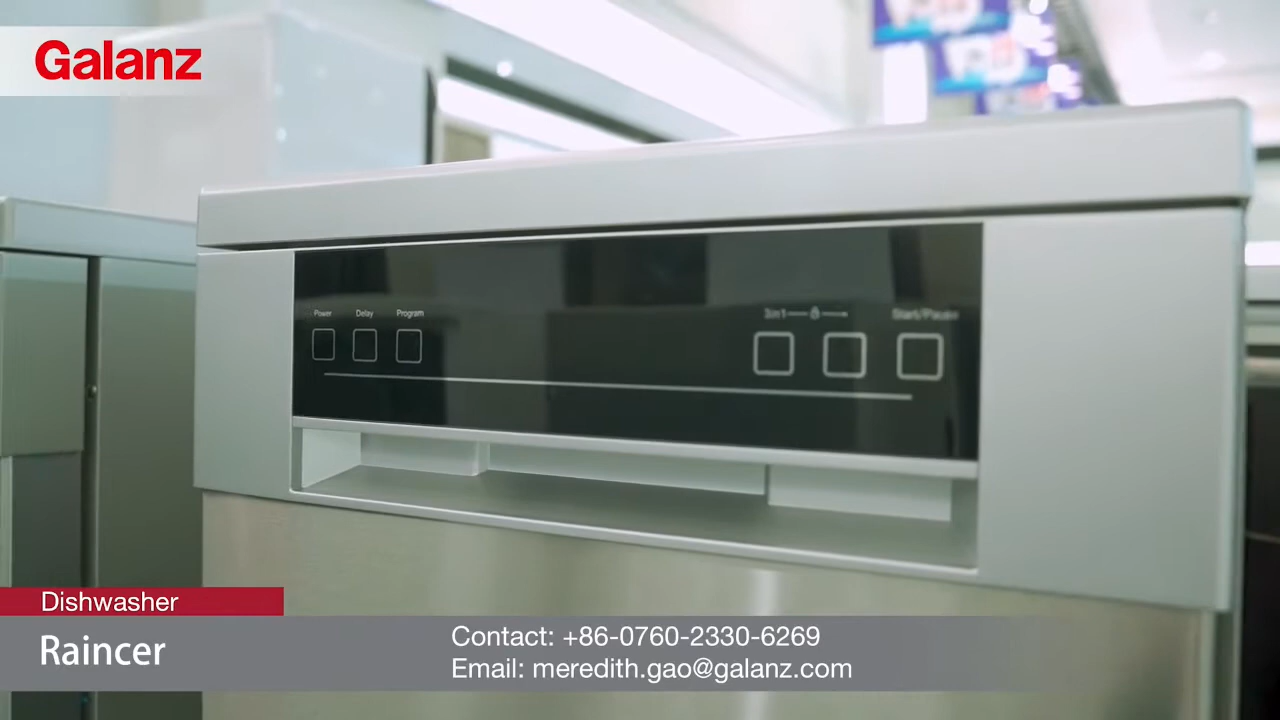 Galanz
Power Delay Program
3in1 Start/Pause
Dishwasher
Raincer
Contact: +86-0760-2330-6269
Email: meredith.gao@galanz.com